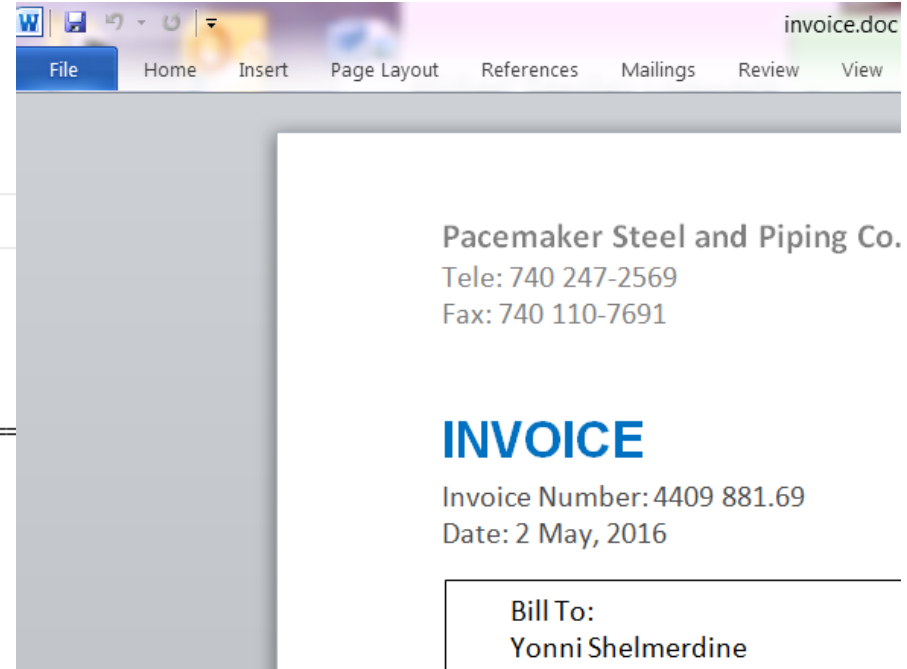 W
invoice.doc
File Home Insert Page Layout References Mailings Review View
Pacemaker Steel and Piping Co.
Tele: 740 247-2569
Fax: 740 110-7691
==
INVOICE
Invoice Number: 4409 881.69
Date: 2 May, 2016
Bill To:
Yonni Shelmerdine